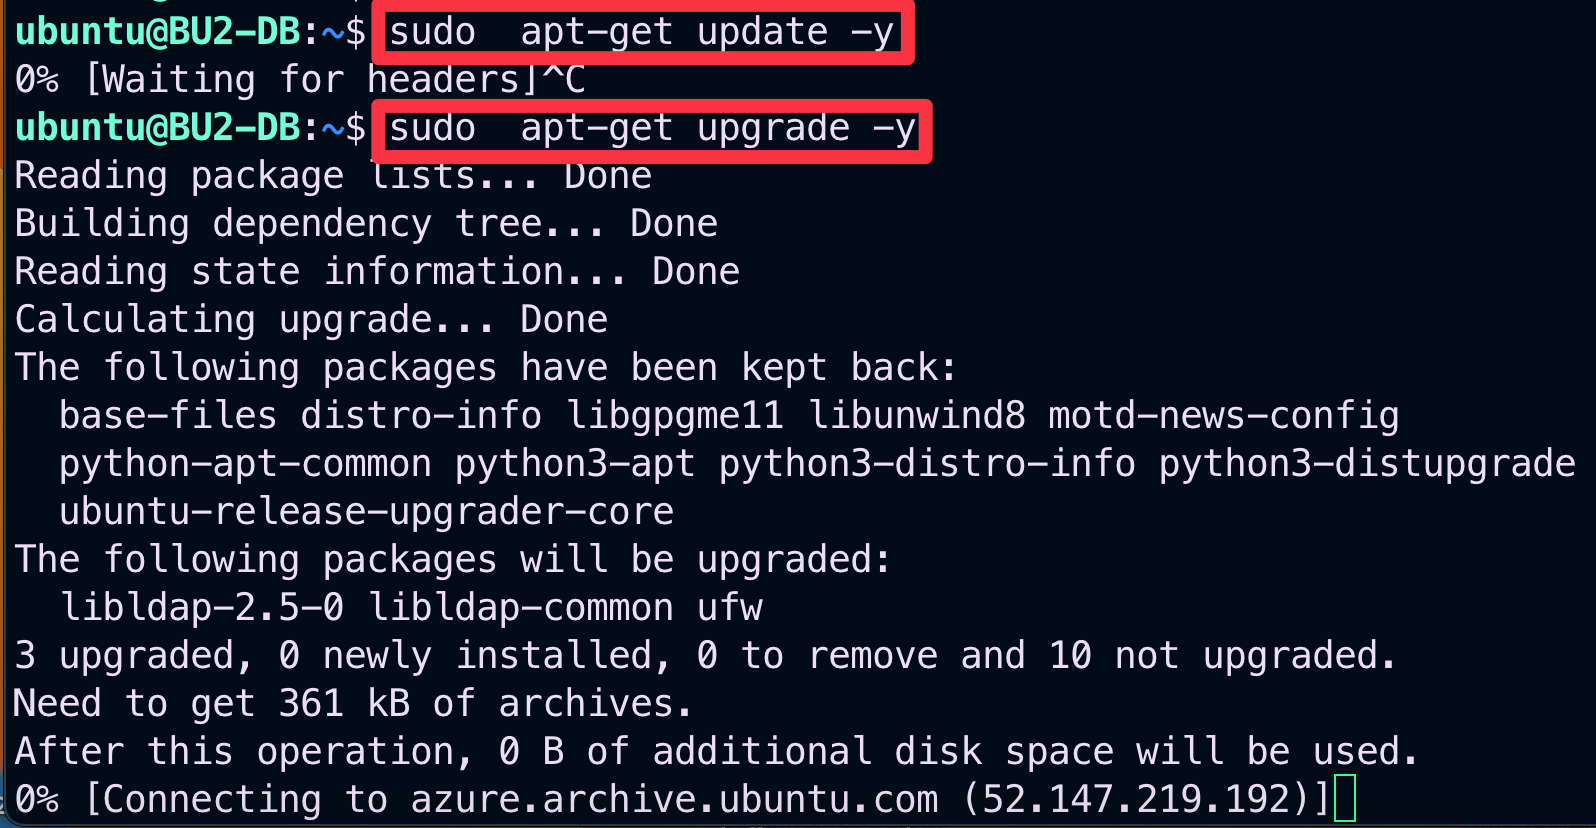 ubuntu@BU2-DB:~$ sudo  apt-get update -y
0% [Waiting for headers]^C
ubuntu@BU2-DB:~$ sudo  apt-get upgrade -y
Reading package lists... Done
Building dependency tree... Done
Reading state information... Done
Calculating upgrade... Done
The following packages have been kept back:
  base-files distro-info libgpgme11 libunwind8 motd-news-config
  python-apt-common python3-apt python3-distro-info python3-distupgrade
  ubuntu-release-upgrader-core
The following packages will be upgraded:
  libldap-2.5-0 libldap-common ufw
3 upgraded, 0 newly installed, 0 to remove and 10 not upgraded.
Need to get 361 kB of archives.
After this operation, 0 B of additional disk space will be used.
0% [Connecting to azure.archive.ubuntu.com (52.147.219.192)]